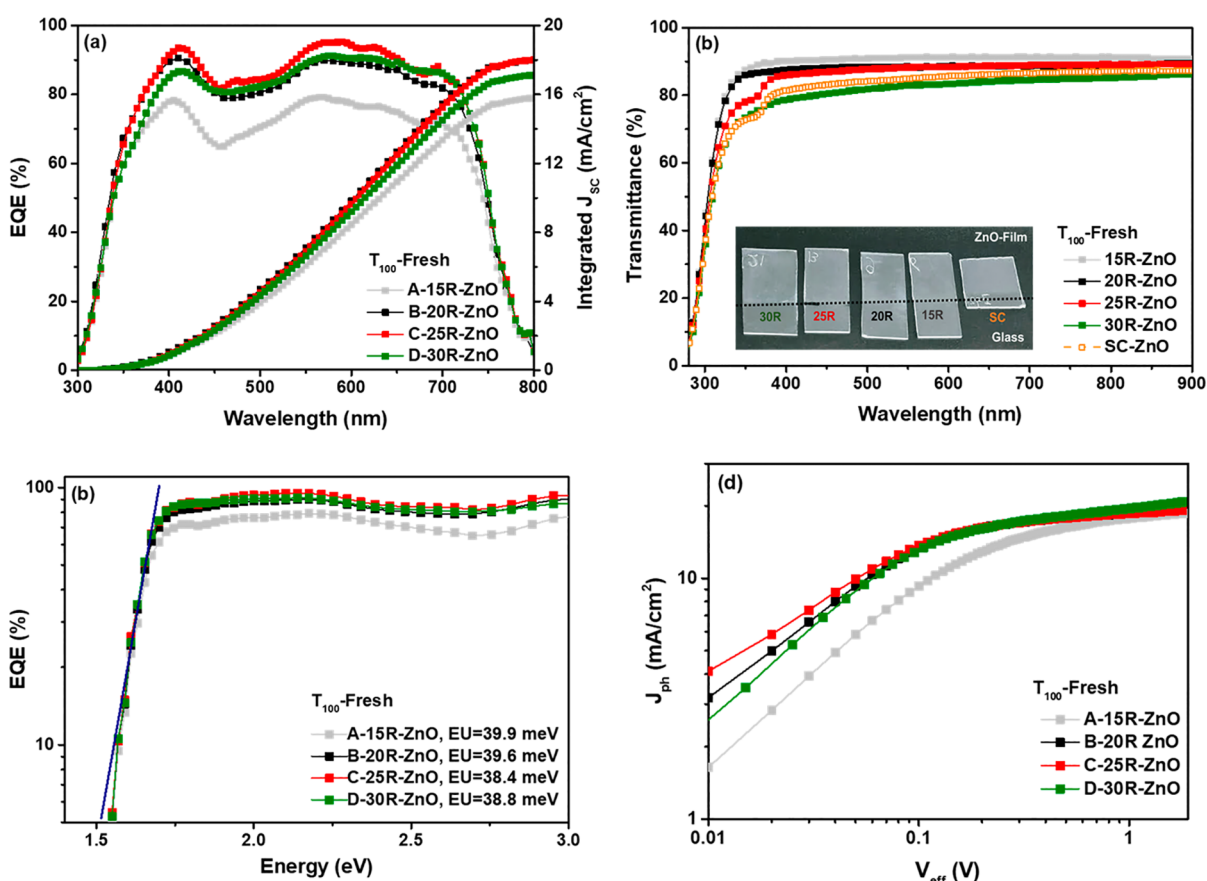 (a)
100
80
60
40
20
0
EQE (%)
20
16
12
8
4
0
Integrated J_SC (mA/cm²)
T₁₀₀-Fresh
A-15R-ZnO
B-20R-ZnO
C-25R-ZnO
D-30R-ZnO
300 400 500 600 700 800
Wavelength (nm)
(b)
100
90
80
70
60
50
40
30
20
10
0
Transmittance (%)
ZnO-Film
30R 25R 20R 15R SC
Glass
T₁₀₀-Fresh
15R-ZnO
20R-ZnO
25R-ZnO
30R-ZnO
SC-ZnO
300 400 500 600 700 800 900
Wavelength (nm)
(b)
100
10
EQE (%)
T₁₀₀-Fresh
A-15R-ZnO, EU=39.9 meV
B-20R-ZnO, EU=39.6 meV
C-25R-ZnO, EU=38.4 meV
D-30R-ZnO, EU=38.8 meV
1.5 2.0 2.5 3.0
Energy (eV)
(d)
10
1
J_ph (mA/cm²)
T₁₀₀-Fresh
A-15R-ZnO
B-20R ZnO
C-25R-ZnO
D-30R-ZnO
0.01 0.1 1
V_eff (V)